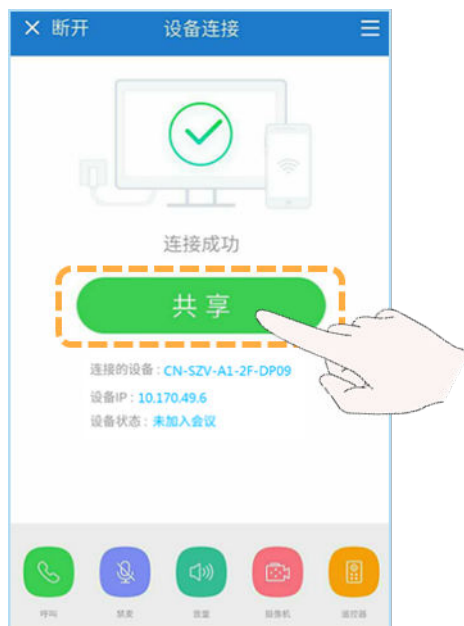 × 断开 设备连接
连接成功
共享
连接的设备：CN-SZV-A1-2F-DP09
设备IP：10.170.49.6
设备状态：未加入会议
呼叫 禁麦 音量 摄像机 遥控器